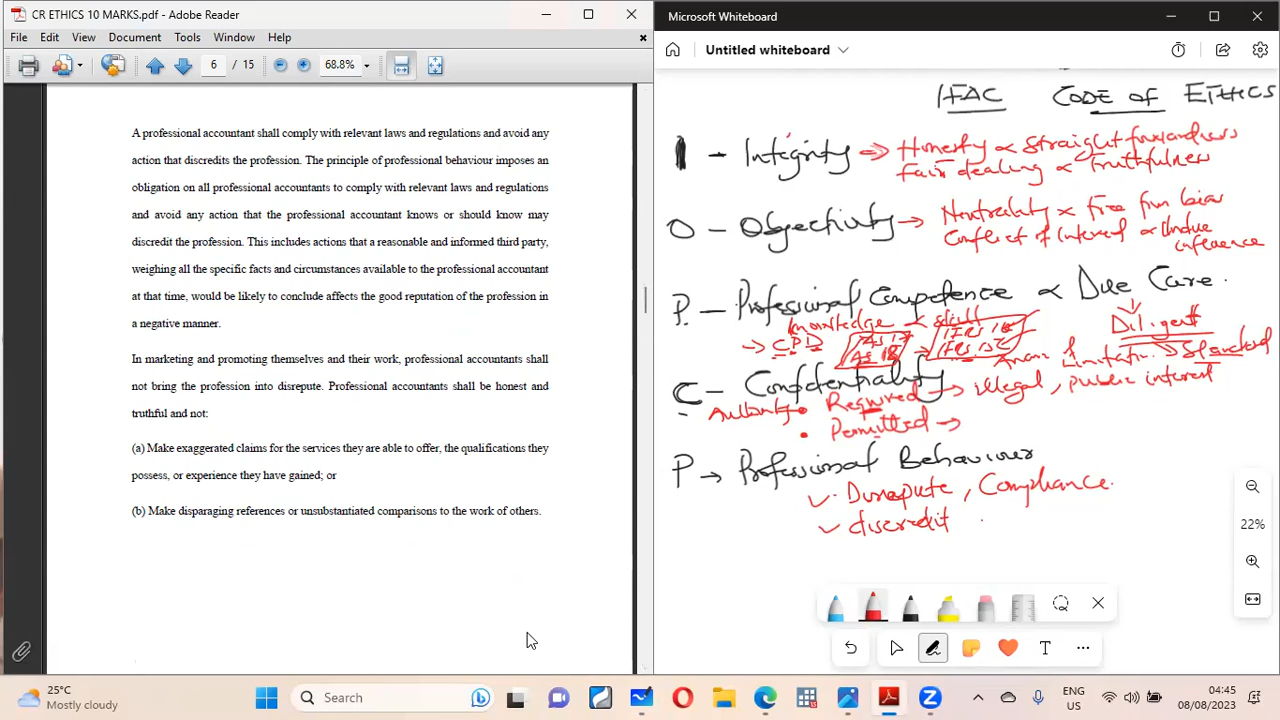 CR ETHICS 10 MARKS.pdf - Adobe Reader
File Edit View Document Tools Window Help
6 / 15 68.8%
A professional accountant shall comply with relevant laws and regulations and avoid any
action that discredits the profession. The principle of professional behaviour imposes an
obligation on all professional accountants to comply with relevant laws and regulations
and avoid any action that the professional accountant knows or should know may
discredit the profession. This includes actions that a reasonable and informed third party,
weighing all the specific facts and circumstances available to the professional accountant
at that time, would be likely to conclude affects the good reputation of the profession in
a negative manner.
In marketing and promoting themselves and their work, professional accountants shall
not bring the profession into disrepute. Professional accountants shall be honest and
truthful and not:
(a) Make exaggerated claims for the services they are able to offer, the qualifications they
possess, or experience they have gained; or
(b) Make disparaging references or unsubstantiated comparisons to the work of others.
Microsoft Whiteboard
Untitled whiteboard
IFAC CODE OF ETHICS
I - Integrity → Honesty & Straightforwardness
Fair dealing & Truthfulness
O - Objectivity → Neutrality & free from bias
Conflict of Interest & Undue
influence
P - Professional Competence & Due Care.
knowledge & skill Diligent
→ CPD IAS 17 → IFRS 16
IAS 18 IFRS 15 Limitation → Standard
C - Confidentiality
Authority • Required → illegal, public interest
• Permitted →
P → Professional Behaviour
✓ Disrepute, Compliance.
✓ discredit
22%
T
25°C
Mostly cloudy
Search
ENG
US
04:45
08/08/2023